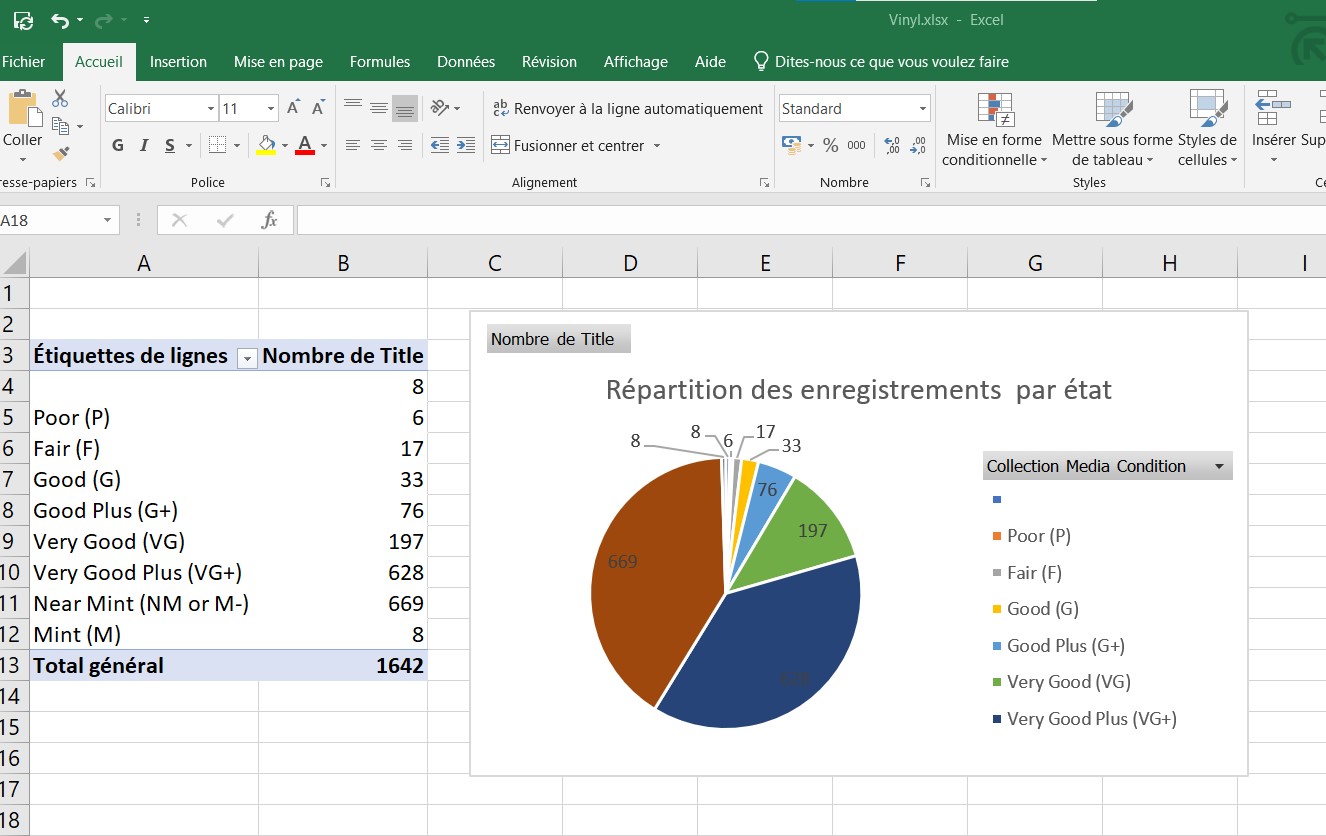 Vinyl.xlsx - Excel
Fichier Accueil Insertion Mise en page Formules Données Révision Affichage Aide Dites-nous ce que vous voulez faire
Coller
Calibri 11
G I S
Renvoyer à la ligne automatiquement
Fusionner et centrer
Standard
% 000
Mise en forme conditionnelle
Mettre sous forme de tableau
Styles de cellules
Insérer Sup
resse-papiers Police Alignement Nombre Styles Ce
A18 fx
A B C D E F G H I
1
2
3 Étiquettes de lignes Nombre de Title
4 8
5 Poor (P) 6
6 Fair (F) 17
7 Good (G) 33
8 Good Plus (G+) 76
9 Very Good (VG) 197
10 Very Good Plus (VG+) 628
11 Near Mint (NM or M-) 669
12 Mint (M) 8
13 Total général 1642
14
15
16
17
18
Nombre de Title
Répartition des enregistrements par état
8 8 6 17 33
76
197
669
628
Collection Media Condition
Poor (P)
Fair (F)
Good (G)
Good Plus (G+)
Very Good (VG)
Very Good Plus (VG+)